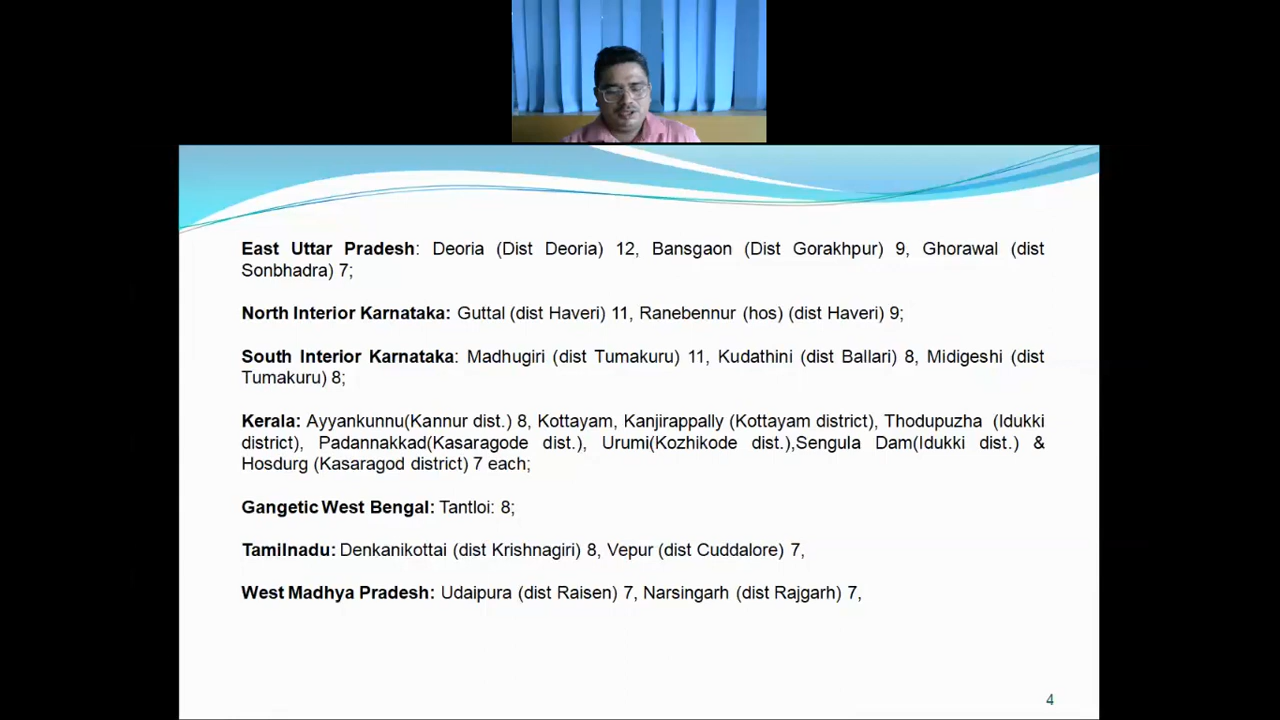 East Uttar Pradesh: Deoria (Dist Deoria) 12, Bansgaon (Dist Gorakhpur) 9, Ghorawal (dist
Sonbhadra) 7;
North Interior Karnataka: Guttal (dist Haveri) 11, Ranebennur (hos) (dist Haveri) 9;
South Interior Karnataka: Madhugiri (dist Tumakuru) 11, Kudathini (dist Ballari) 8, Midigeshi (dist
Tumakuru) 8;
Kerala: Ayyankunnu(Kannur dist.) 8, Kottayam, Kanjirappally (Kottayam district), Thodupuzha (Idukki
district), Padannakkad(Kasaragode dist.), Urumi(Kozhikode dist.),Sengula Dam(Idukki dist.) &
Hosdurg (Kasaragod district) 7 each;
Gangetic West Bengal: Tantloi: 8;
Tamilnadu: Denkanikottai (dist Krishnagiri) 8, Vepur (dist Cuddalore) 7,
West Madhya Pradesh: Udaipura (dist Raisen) 7, Narsingarh (dist Rajgarh) 7,
4